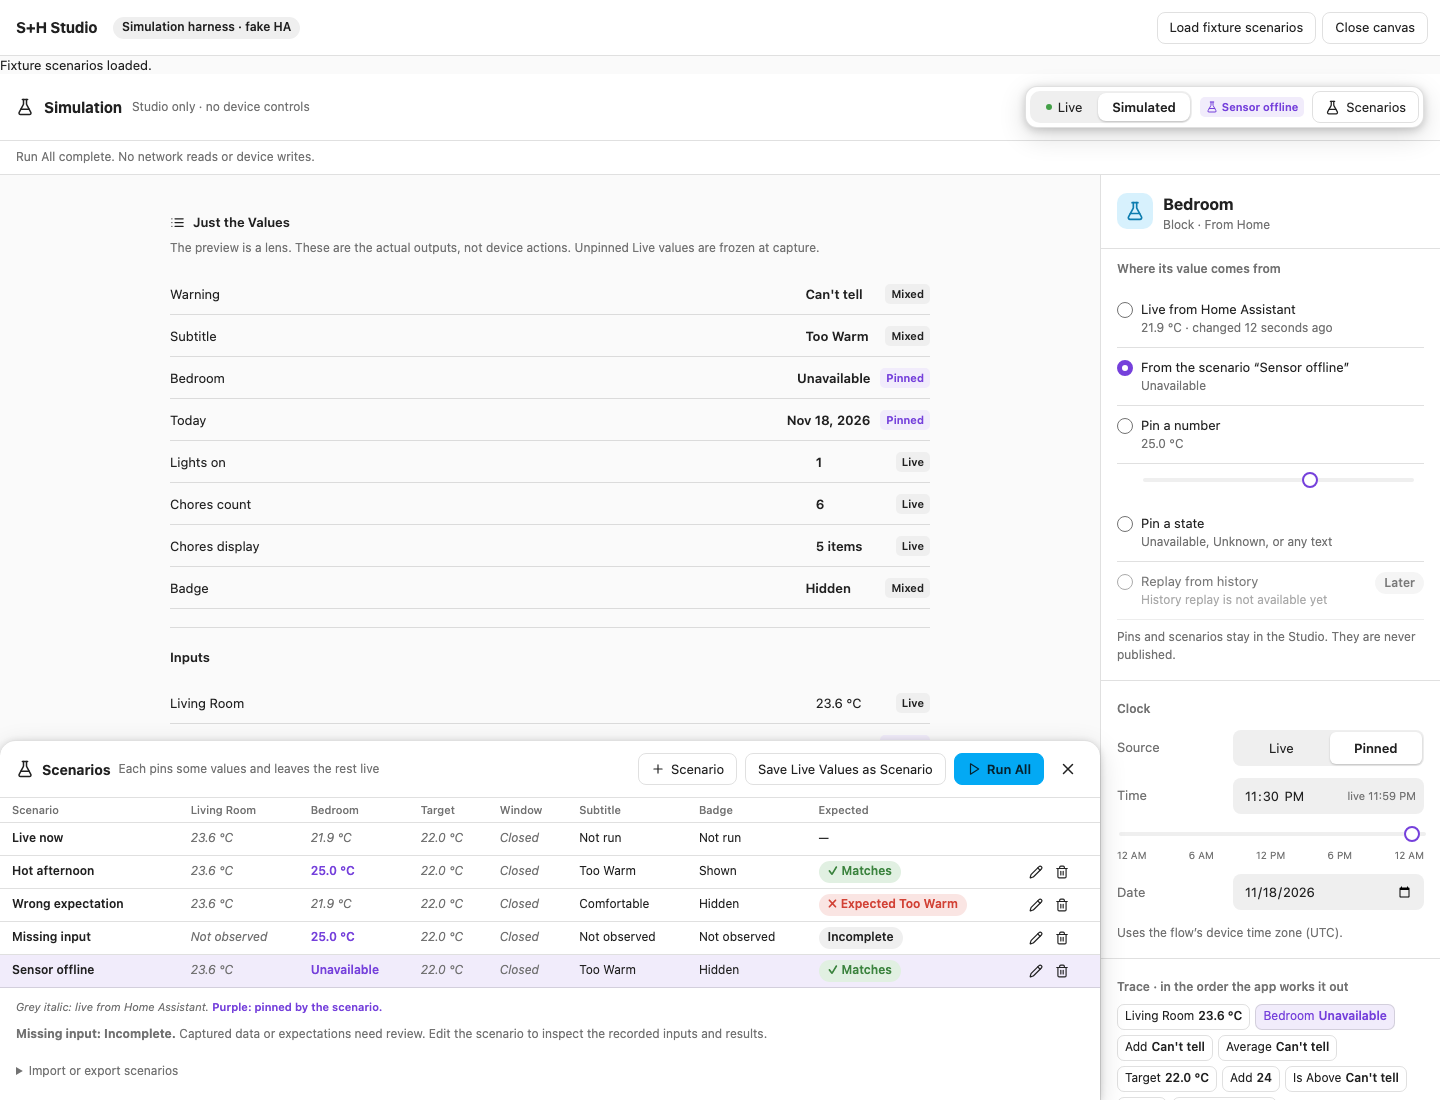 S+H Studio
Simulation harness · fake HA
Load fixture scenarios
Close canvas
Fixture scenarios loaded.
Simulation
Studio only · no device controls
Live
Simulated
Sensor offline
Scenarios
Run All complete. No network reads or device writes.
Just the Values
The preview is a lens. These are the actual outputs, not device actions. Unpinned Live values are frozen at capture.
Warning Can't tell Mixed
Subtitle Too Warm Mixed
Bedroom Unavailable Pinned
Today Nov 18, 2026 Pinned
Lights on 1 Live
Chores count 6 Live
Chores display 5 items Live
Badge Hidden Mixed
Inputs
Living Room 23.6 °C Live
Bedroom
Block · From Home
Where its value comes from
Live from Home Assistant
21.9 °C · changed 12 seconds ago
From the scenario “Sensor offline”
Unavailable
Pin a number
25.0 °C
Pin a state
Unavailable, Unknown, or any text
Replay from history Later
History replay is not available yet
Pins and scenarios stay in the Studio. They are never
published.
Clock
Source Live Pinned
Time 11:30 PM live 11:59 PM
12 AM 6 AM 12 PM 6 PM 12 AM
Date 11/18/2026
Uses the flow’s device time zone (UTC).
Trace · in the order the app works it out
Living Room 23.6 °C Bedroom Unavailable
Add Can't tell Average Can't tell
Target 22.0 °C Add 24 Is Above Can't tell
Scenarios Each pins some values and leaves the rest live
+ Scenario
Save Live Values as Scenario
Run All
Scenario Living Room Bedroom Target Window Subtitle Badge Expected
Live now 23.6 °C 21.9 °C 22.0 °C Closed Not run Not run —
Hot afternoon 23.6 °C 25.0 °C 22.0 °C Closed Too Warm Shown ✓ Matches
Wrong expectation 23.6 °C 21.9 °C 22.0 °C Closed Comfortable Hidden ✕ Expected Too Warm
Missing input Not observed 25.0 °C 22.0 °C Closed Not observed Not observed Incomplete
Sensor offline 23.6 °C Unavailable 22.0 °C Closed Too Warm Hidden ✓ Matches
Grey italic: live from Home Assistant. Purple: pinned by the scenario.
Missing input: Incomplete. Captured data or expectations need review. Edit the scenario to inspect the recorded inputs and results.
Import or export scenarios